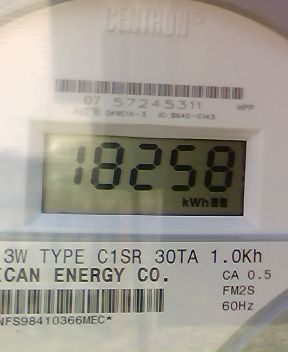 CENTRON®
07 57245311 HPP
18258
kWh
3W TYPE C1SR 30TA 1.0Kh
ICAN ENERGY CO. CA 0.5
FM2S
60Hz
NFS98410366MEC*